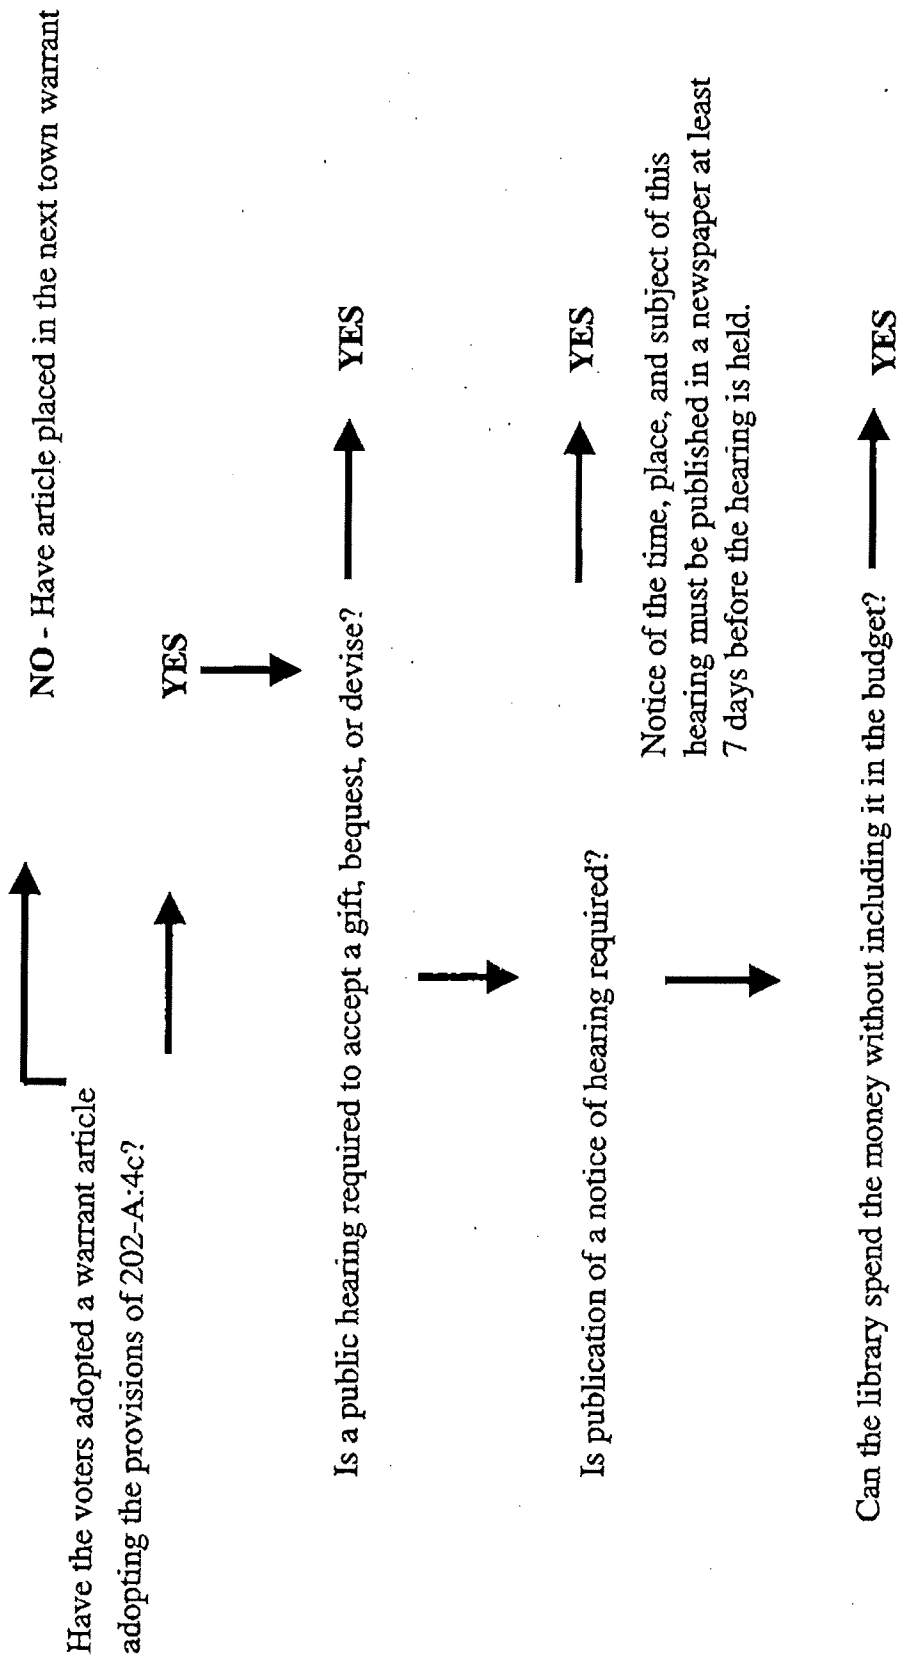 NO - Have article placed in the next town warrant
Have the voters adopted a warrant article
adopting the provisions of 202-A:4c?
YES
Is a public hearing required to accept a gift, bequest, or devise?
YES
Is publication of a notice of hearing required?
YES
Notice of the time, place, and subject of this
hearing must be published in a newspaper at least
7 days before the hearing is held.
Can the library spend the money without including it in the budget?
YES